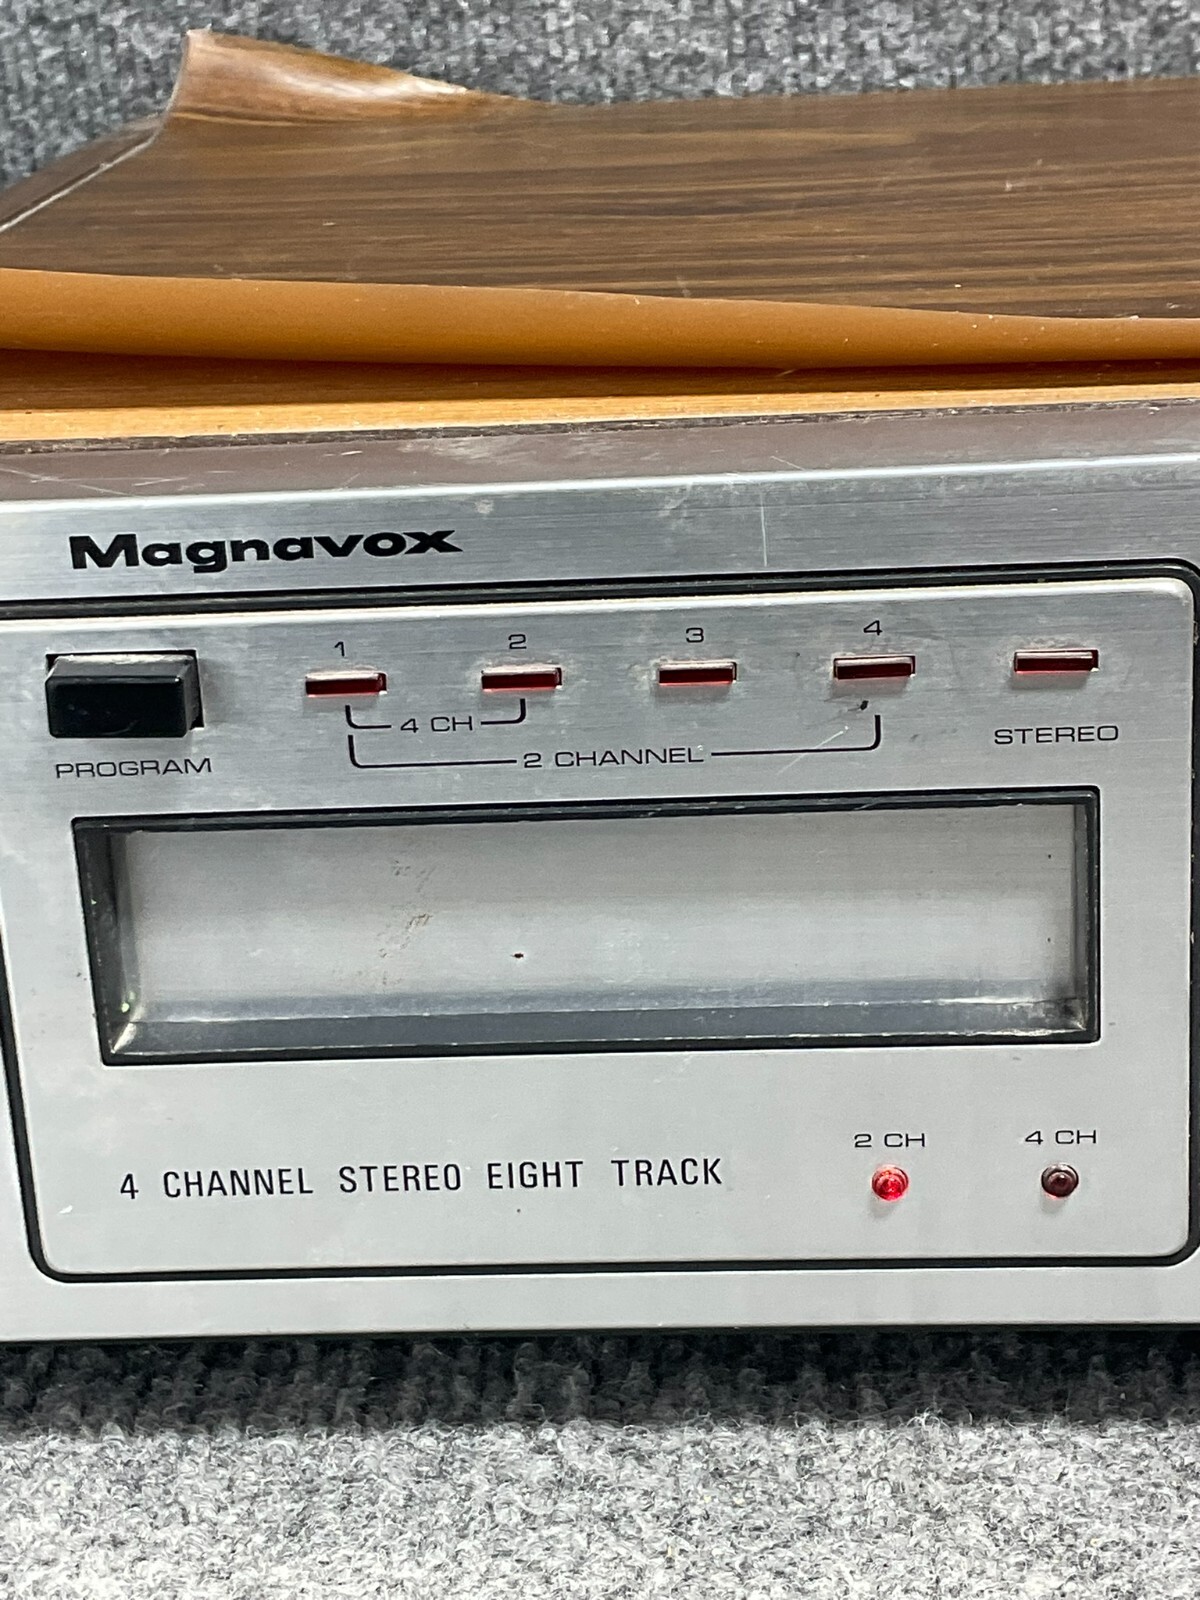 Magnavox
1 2 3 4
4 CH
2 CHANNEL
STEREO
PROGRAM
2 CH 4 CH
4 CHANNEL STEREO EIGHT TRACK